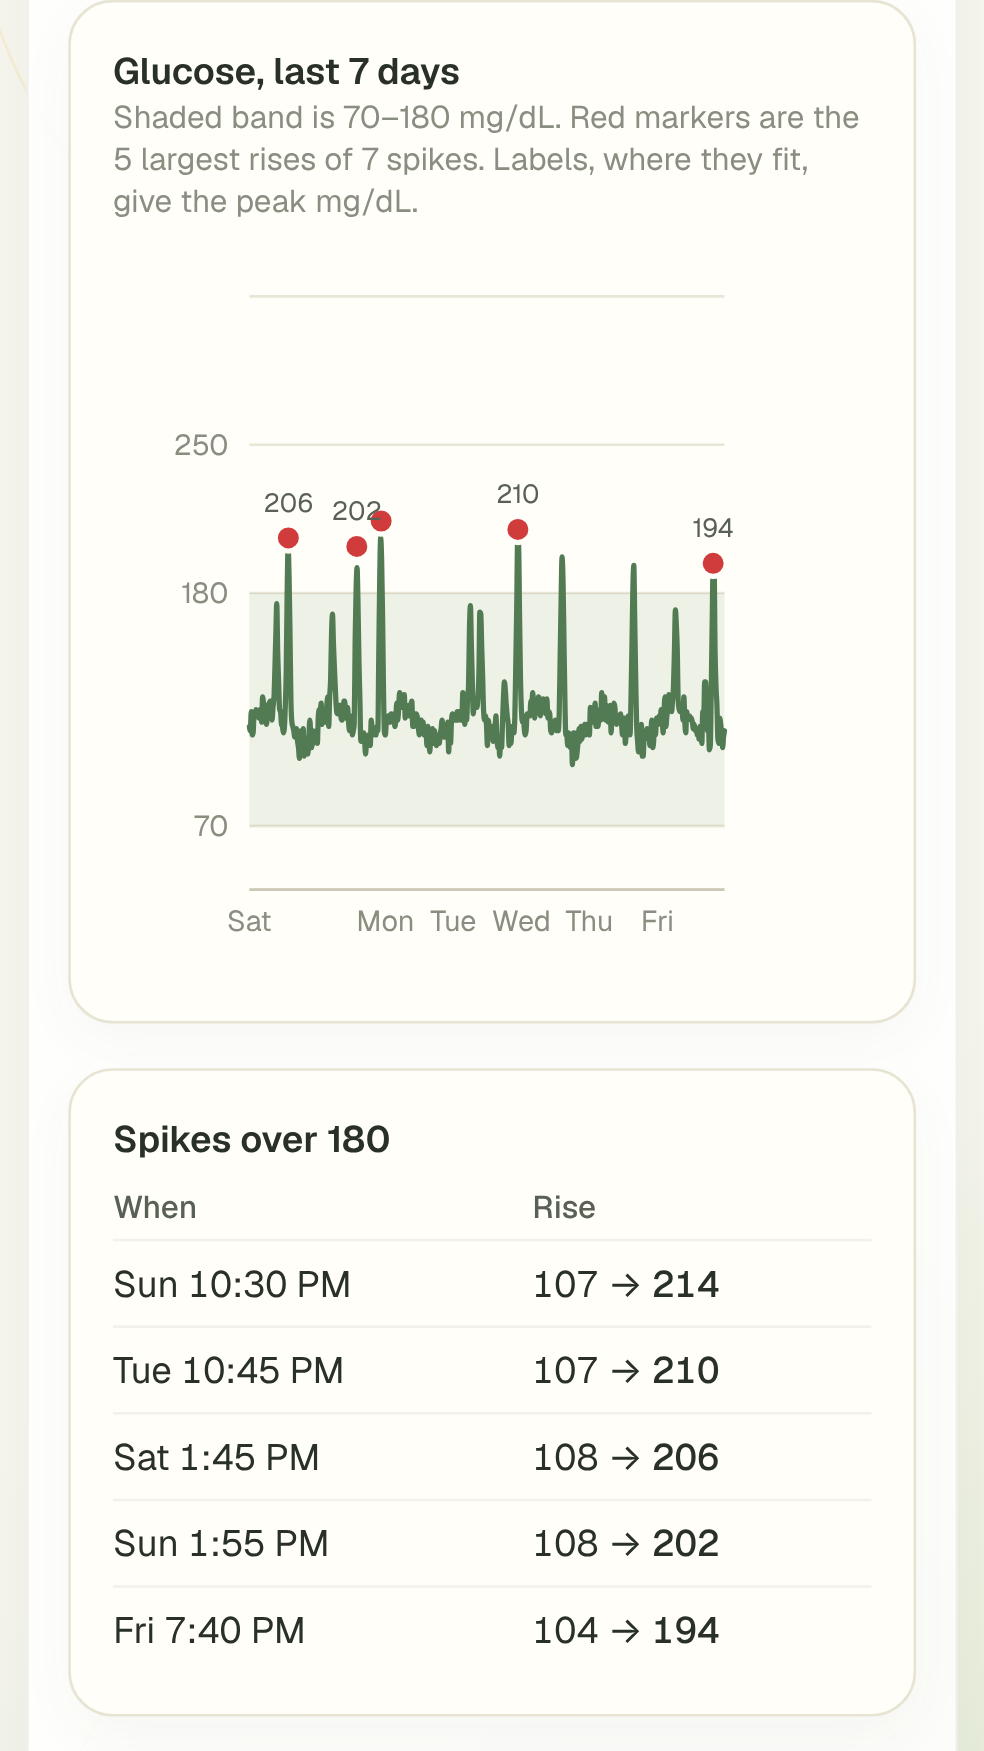 Glucose, last 7 days
Shaded band is 70–180 mg/dL. Red markers are the
5 largest rises of 7 spikes. Labels, where they fit,
give the peak mg/dL.
250
206 202 210 194
180
70
Sat Mon Tue Wed Thu Fri
Spikes over 180
When Rise
Sun 10:30 PM 107 → 214
Tue 10:45 PM 107 → 210
Sat 1:45 PM 108 → 206
Sun 1:55 PM 108 → 202
Fri 7:40 PM 104 → 194